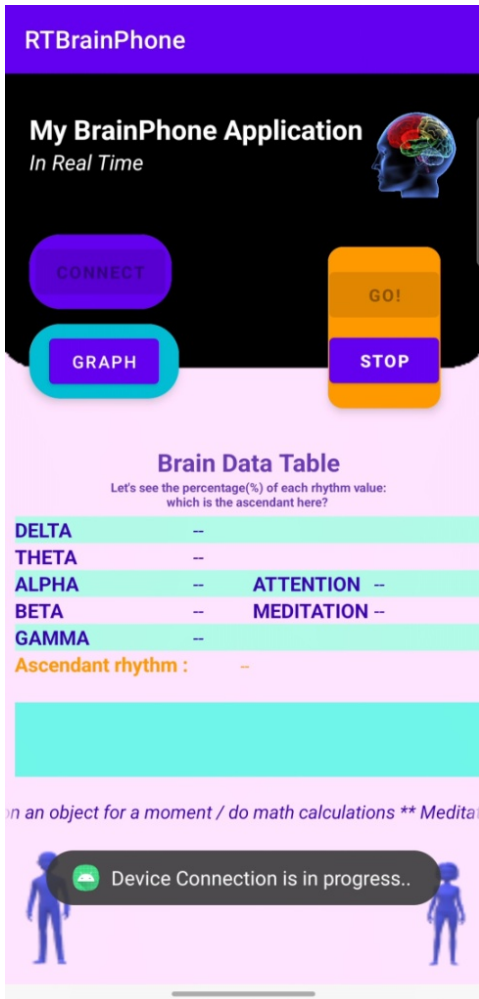 RTBrainPhone
My BrainPhone Application
In Real Time
CONNECT
GO!
GRAPH
STOP
Brain Data Table
Let's see the percentage(%) of each rhythm value:
which is the ascendant here?
DELTA --
THETA --
ALPHA -- ATTENTION --
BETA -- MEDITATION --
GAMMA --
Ascendant rhythm : --
on an object for a moment / do math calculations ** Medita
Device Connection is in progress..